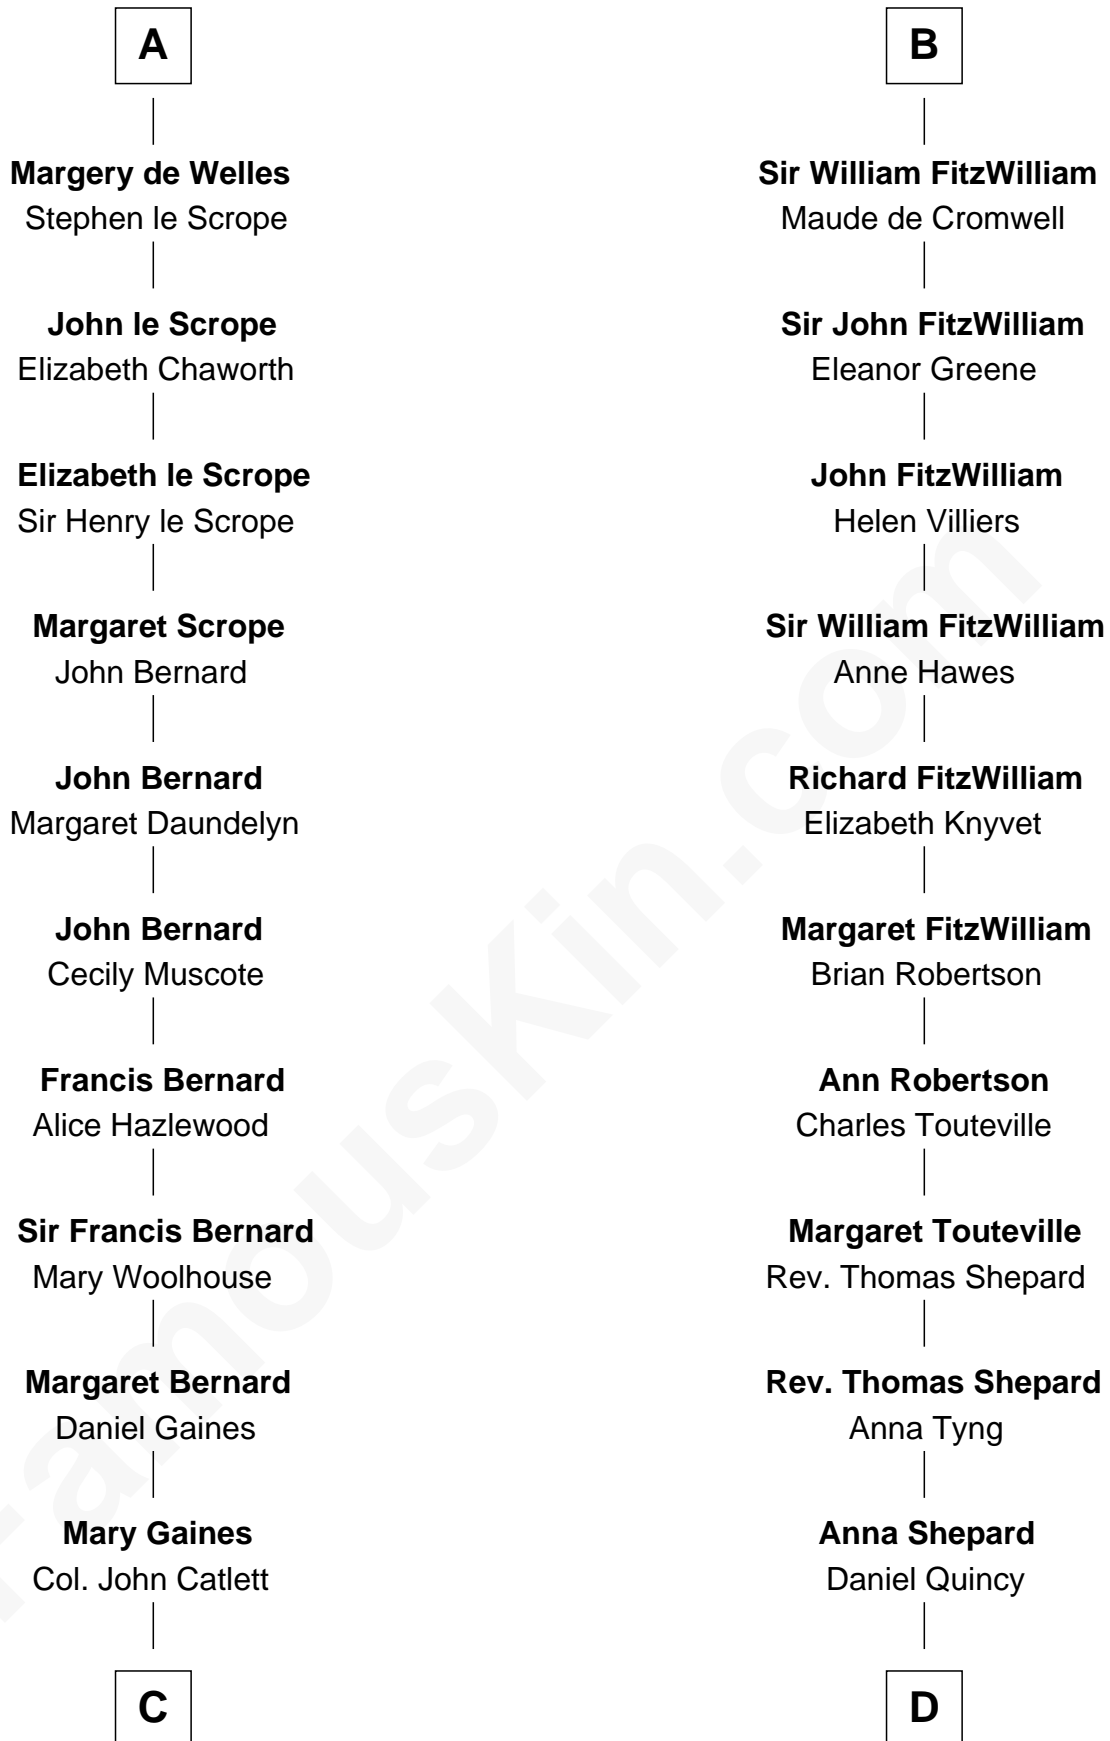 A
Margery de Welles
Stephen le Scrope
John le Scrope
Elizabeth Chaworth
Elizabeth le Scrope
Sir Henry le Scrope
Margaret Scrope
John Bernard
John Bernard
Margaret Daundelyn
John Bernard
Cecily Muscote
Francis Bernard
Alice Hazlewood
Sir Francis Bernard
Mary Woolhouse
Margaret Bernard
Daniel Gaines
Mary Gaines
Col. John Catlett
C
B
Sir William FitzWilliam
Maude de Cromwell
Sir John FitzWilliam
Eleanor Greene
John FitzWilliam
Helen Villiers
Sir William FitzWilliam
Anne Hawes
Richard FitzWilliam
Elizabeth Knyvet
Margaret FitzWilliam
Brian Robertson
Ann Robertson
Charles Touteville
Margaret Touteville
Rev. Thomas Shepard
Rev. Thomas Shepard
Anna Tyng
Anna Shepard
Daniel Quincy
D
FamousKin.com